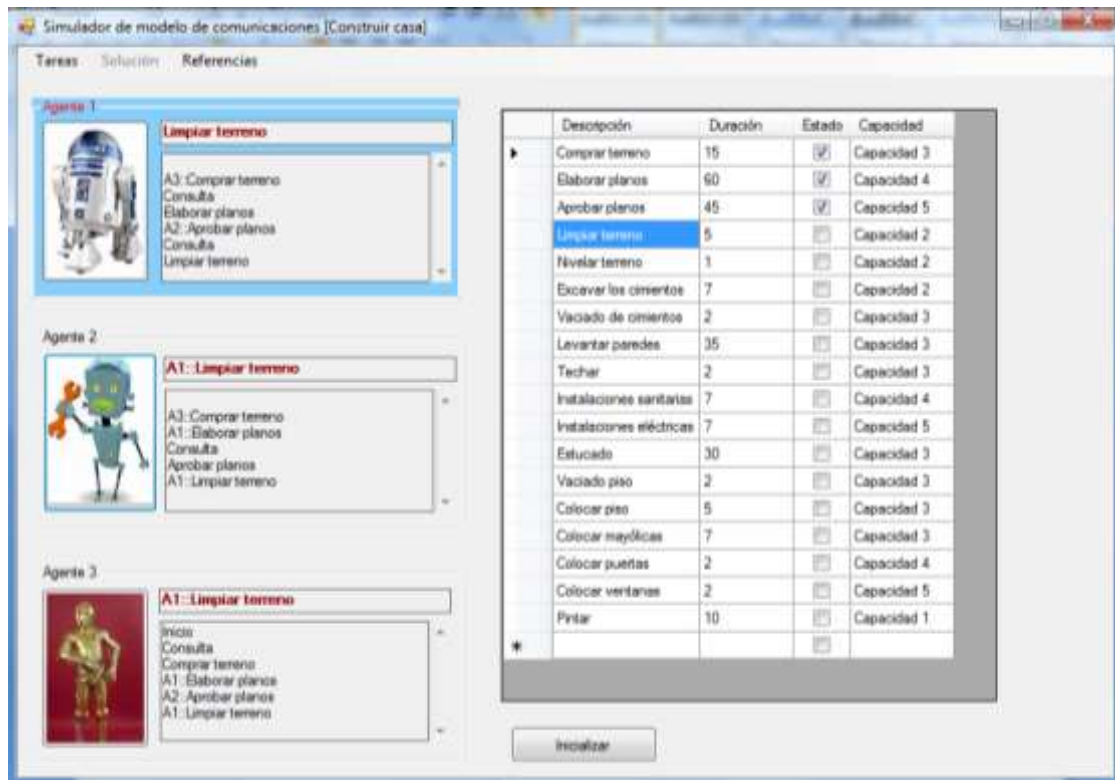 Simulador de modelo de comunicaciones [Construir casa]
Tareas Solución Referencias
Agente 1
Limpiar terreno
A3::Comprar terreno
Consulta
Elaborar planos
A2::Aprobar planos
Consulta
Limpiar terreno
Agente 2
A1::Limpiar terreno
A3::Comprar terreno
A1::Elaborar planos
Consulta
Aprobar planos
A1::Limpiar terreno
Agente 3
A1::Limpiar terreno
Inicio
Consulta
Comprar terreno
A1::Elaborar planos
A2::Aprobar planos
A1::Limpiar terreno
Descripción Duración Estado Capacidad
Comprar terreno 15 Capacidad 3
Elaborar planos 60 Capacidad 4
Aprobar planos 45 Capacidad 5
Limpiar terreno 5 Capacidad 2
Nivelar terreno 1 Capacidad 2
Excavar los cimientos 7 Capacidad 2
Vaciado de cimientos 2 Capacidad 3
Levantar paredes 35 Capacidad 3
Techar 2 Capacidad 3
Instalaciones sanitarias 7 Capacidad 4
Instalaciones eléctricas 7 Capacidad 5
Estucado 30 Capacidad 3
Vaciado piso 2 Capacidad 3
Colocar piso 5 Capacidad 3
Colocar mayólicas 7 Capacidad 3
Colocar puertas 2 Capacidad 4
Colocar ventanas 2 Capacidad 5
Pintar 10 Capacidad 1
Inicializar